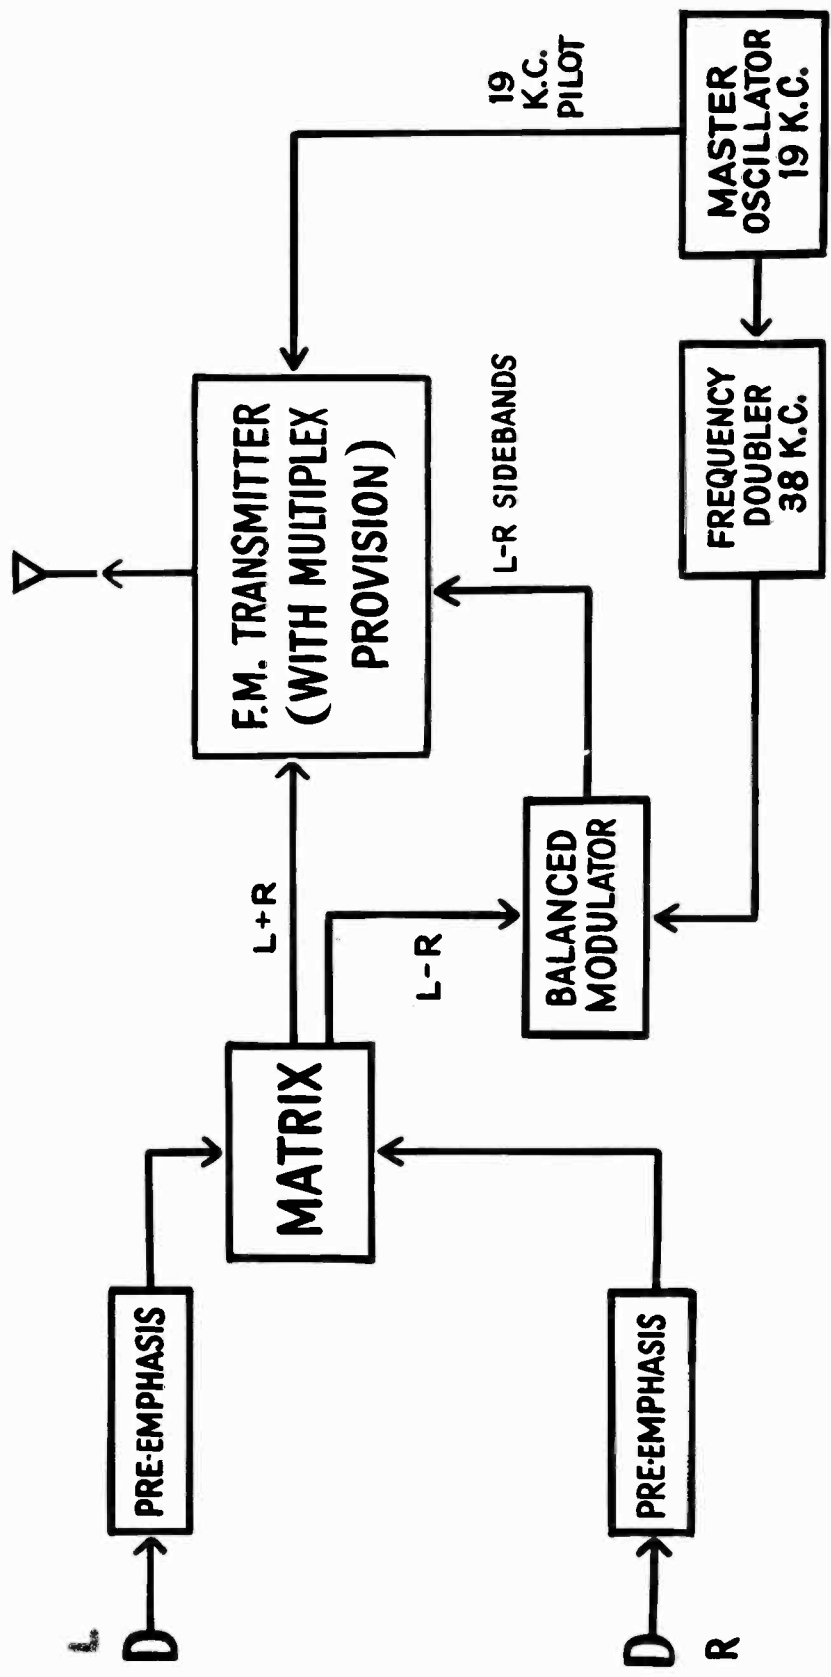 L
PRE-EMPHASIS
R
PRE-EMPHASIS
MATRIX
L+R
L-R
BALANCED
MODULATOR
F.M. TRANSMITTER
(WITH MULTIPLEX
PROVISION)
L-R SIDEBANDS
19
K.C.
PILOT
FREQUENCY
DOUBLER
38 K.C.
MASTER
OSCILLATOR
19 K.C.